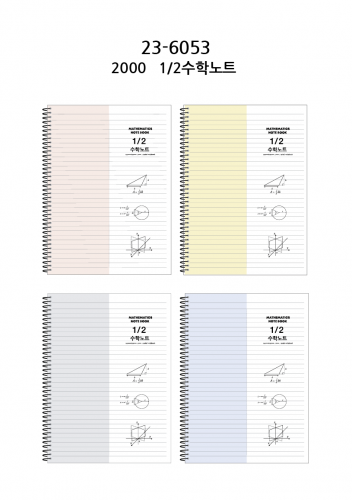 23-6053
2000 1/2수학노트
MATHEMATICS
NOTE BOOK
1/2
수학노트
MATHEMATICS
NOTE BOOK
1/2
수학노트
MATHEMATICS
NOTE BOOK
1/2
수학노트
MATHEMATICS
NOTE BOOK
1/2
수학노트